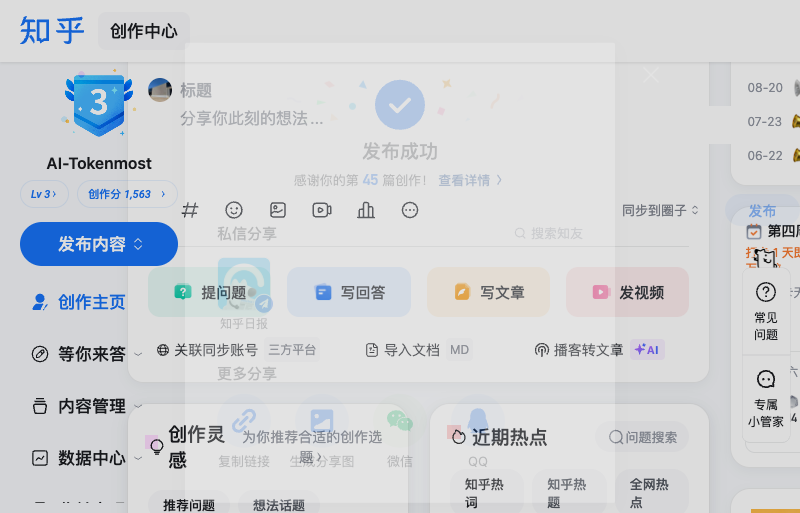 知乎 创作中心
08-20
07-23
06-22
3
标题
分享你此刻的想法...
发布成功
感谢你的第 45 篇创作! 查看详情 〉
AI-Tokenmost
Lv 3 ›
创作分 1,563 ›
同步到圈子
发布
私信分享
搜索知友
发布内容
第四周
1 天即
提问题
写回答
写文章
发视频
创作主页
知乎日报
常见
问题
等你来答
关联同步账号 三方平台
导入文档 MD
播客转文章 AI
更多分享
专属
小管家
内容管理
创作灵感
为你推荐合适的创作选题 ›
近期热点
问题搜索
数据中心
复制链接
生成分享图
微信
QQ
推荐问题
想法话题
知乎热词
知乎热题
全网热点